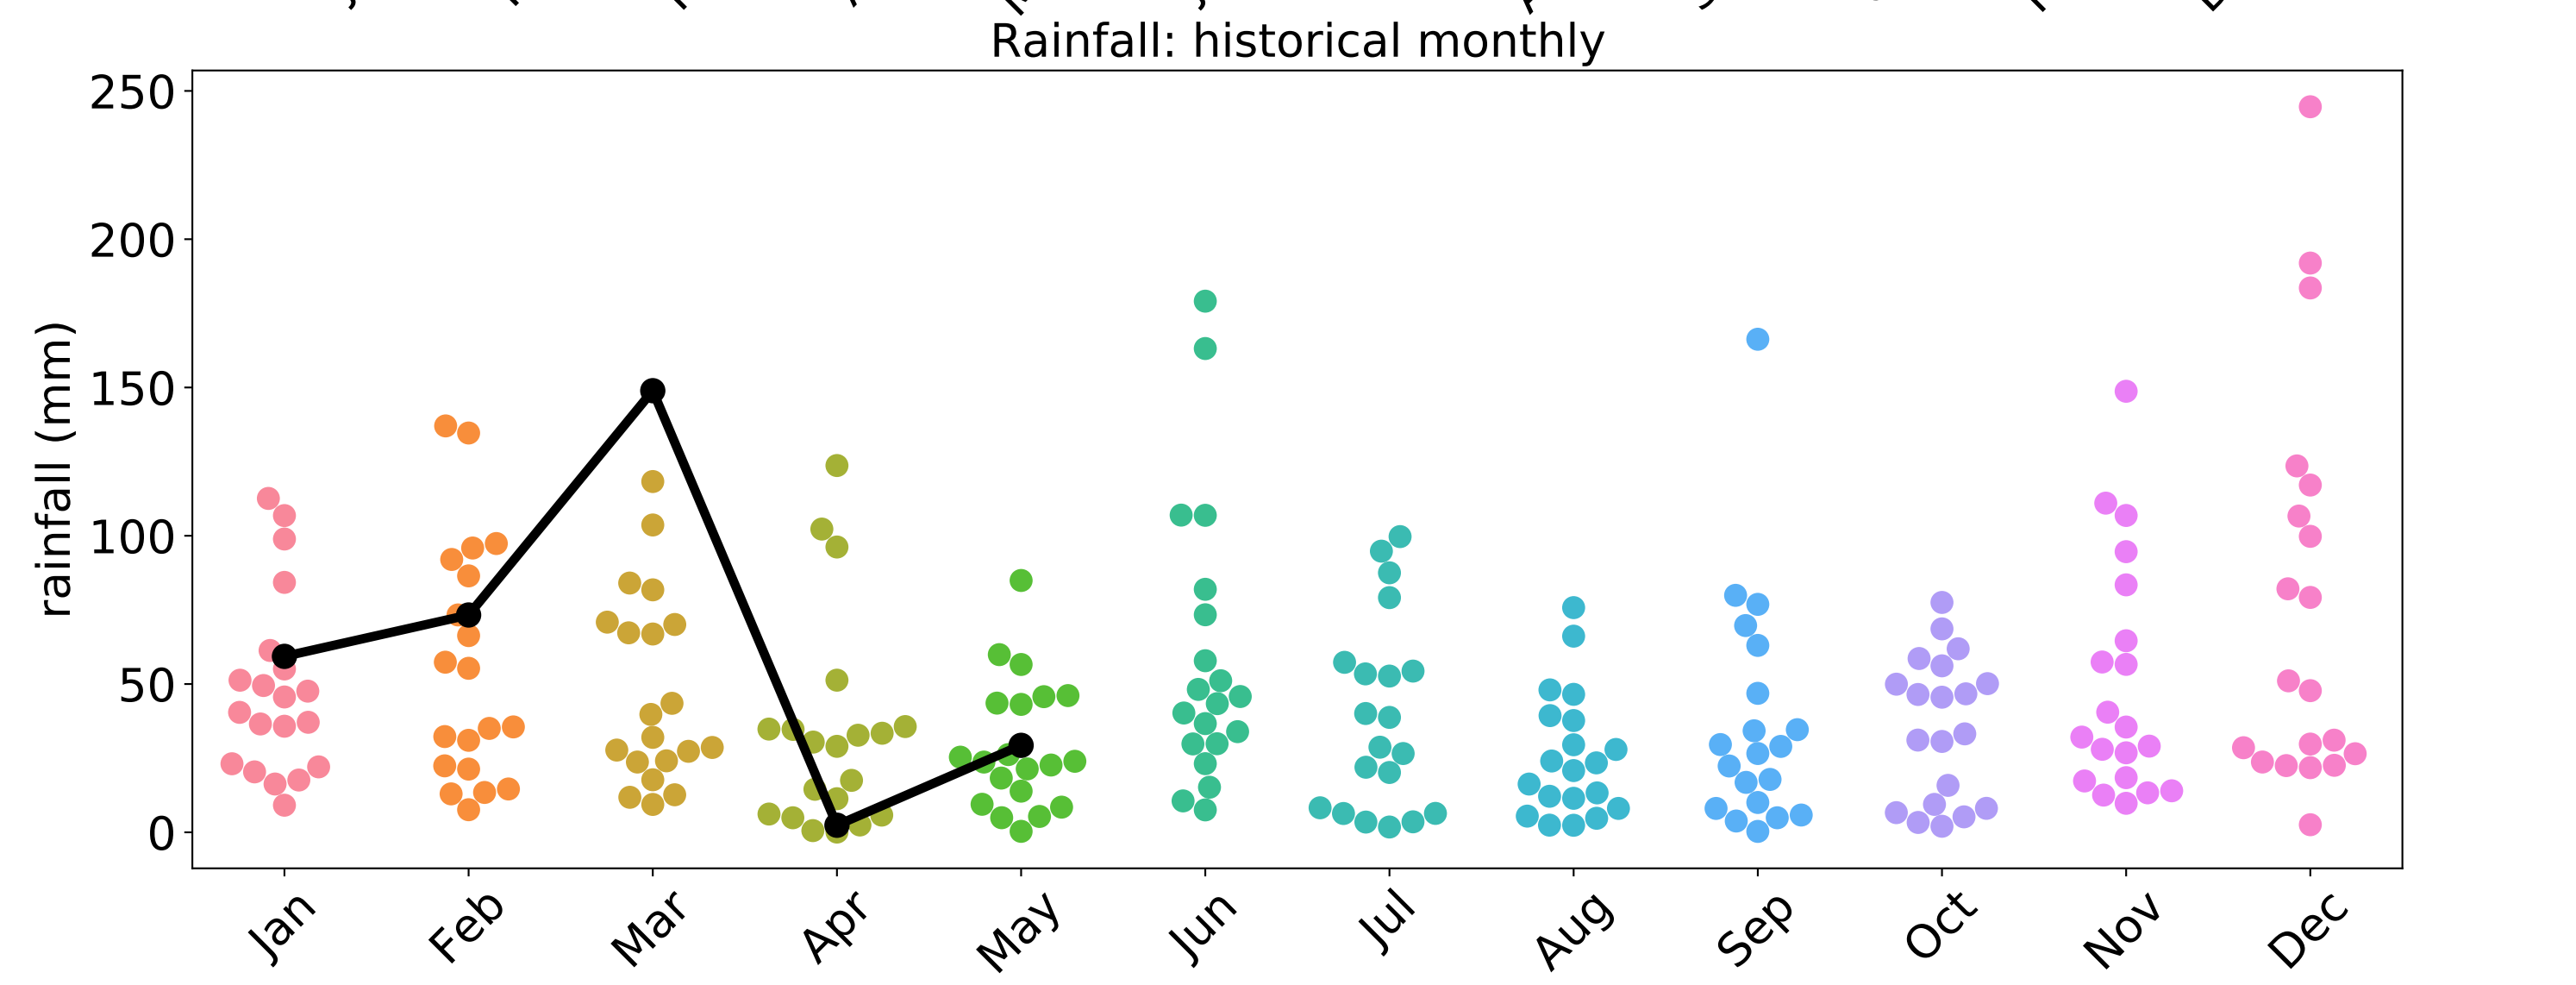 Rainfall: historical monthly
rainfall (mm)
250
200
150
100
50
0
Jan
Feb
Mar
Apr
May
Jun
Jul
Aug
Sep
Oct
Nov
Dec